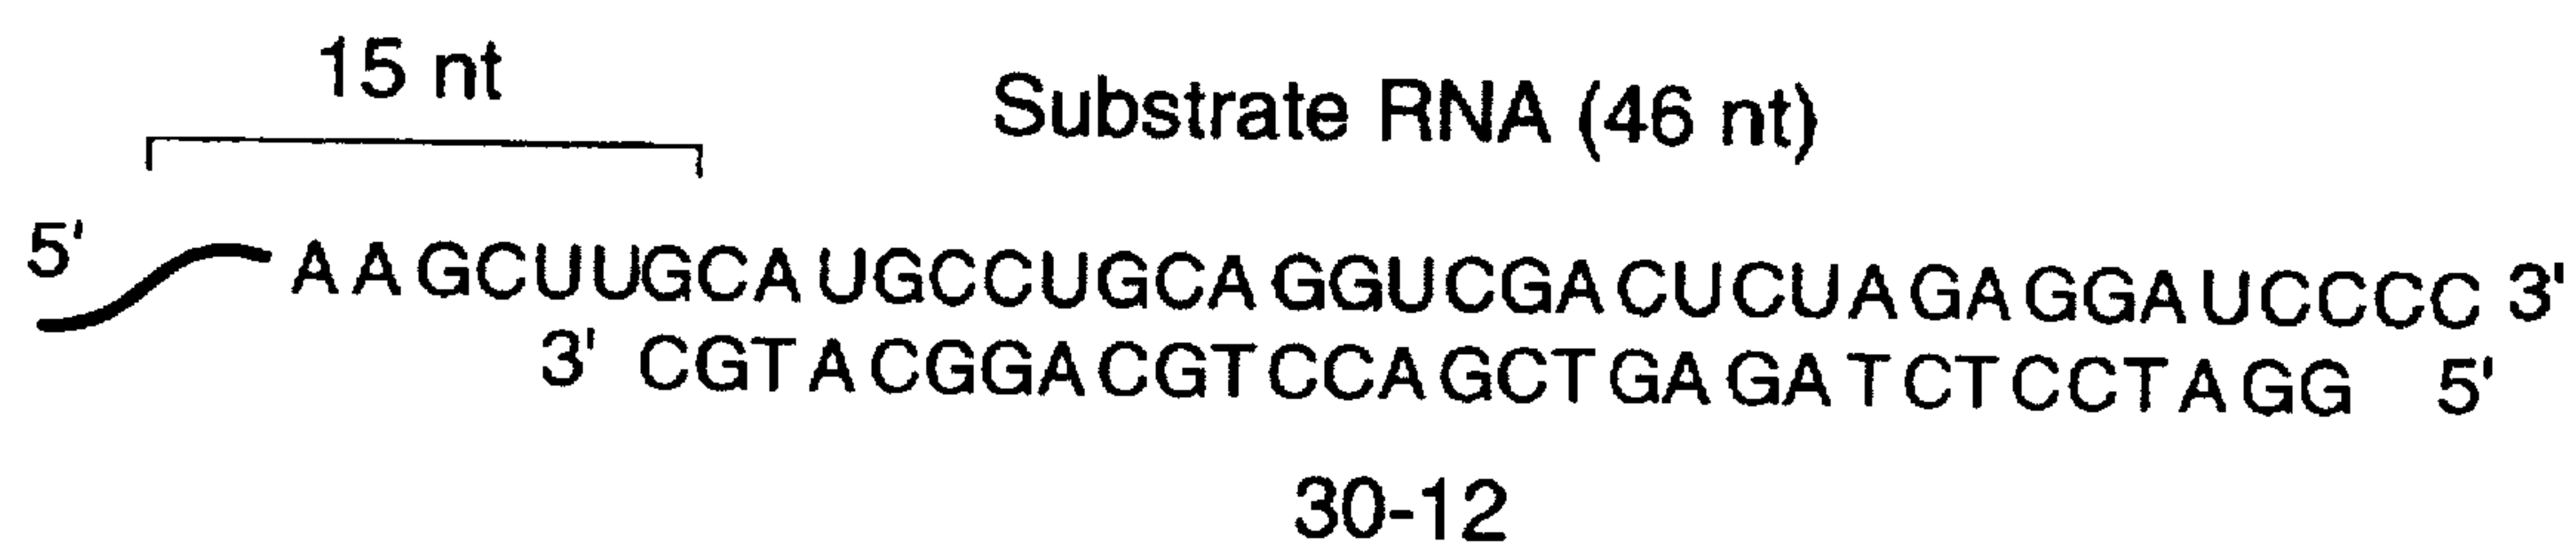 15 nt
Substrate RNA (46 nt)
5' AAGCUUGCAUGCCUGCAGGUCGACUCUAGAGGAUCCCC 3'
3' CGTACGGACGTCCAGCTGAGATCTCCTAGG 5'
30-12